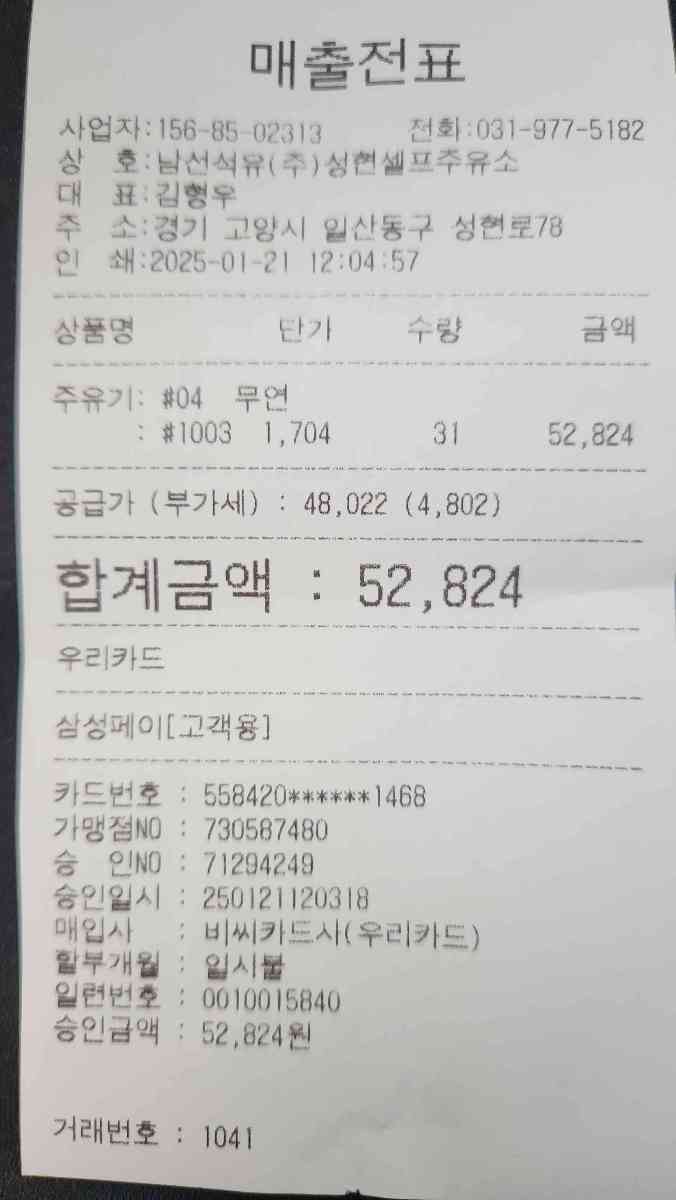 매출전표
사업자:156-85-02313 전화:031-977-5182
상 호:남선석유(주)성현셀프주유소
대 표:김형우
주 소:경기 고양시 일산동구 성현로78
인 쇄:2025-01-21 12:04:57
상품명 단가 수량 금액
주유기: #04 무연
: #1003 1,704 31 52,824
공급가 (부가세) : 48,022 (4,802)
합계금액 : 52,824
우리카드
삼성페이[고객용]
카드번호 : 558420******1468
가맹점NO : 730587480
승 인NO : 71294249
승인일시 : 250121120318
매입사 : 비씨카드사(우리카드)
할부개월 : 일시불
일련번호 : 0010015840
승인금액 : 52,824원
거래번호 : 1041